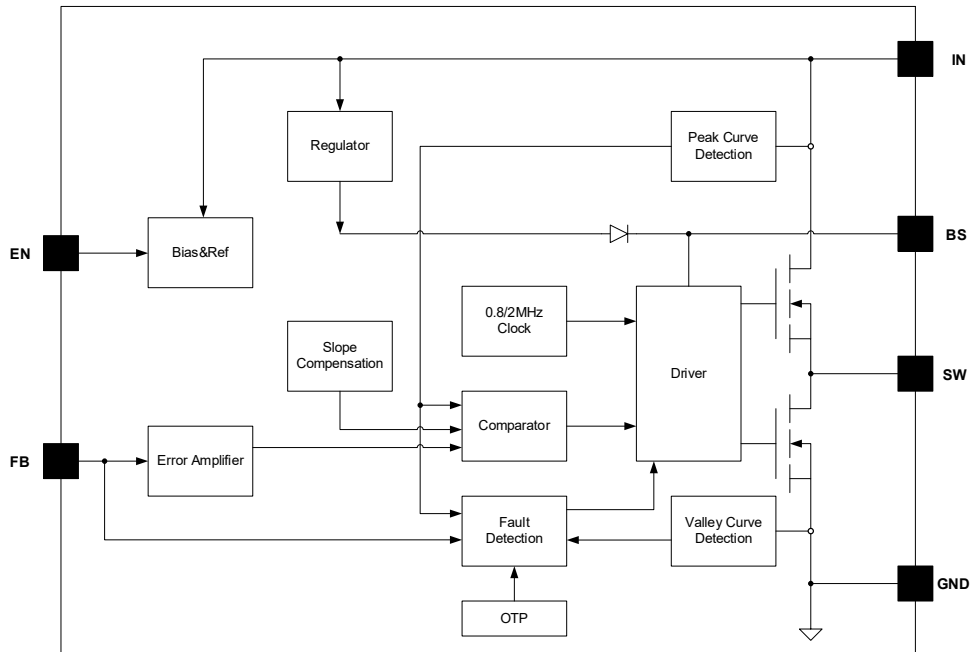 IN
Peak Curve
Detection
Regulator
BS
EN
Bias&Ref
0.8/2MHz
Clock
Slope
Compensation
Driver
SW
Comparator
FB
Error Amplifier
Fault
Detection
Valley Curve
Detection
GND
OTP